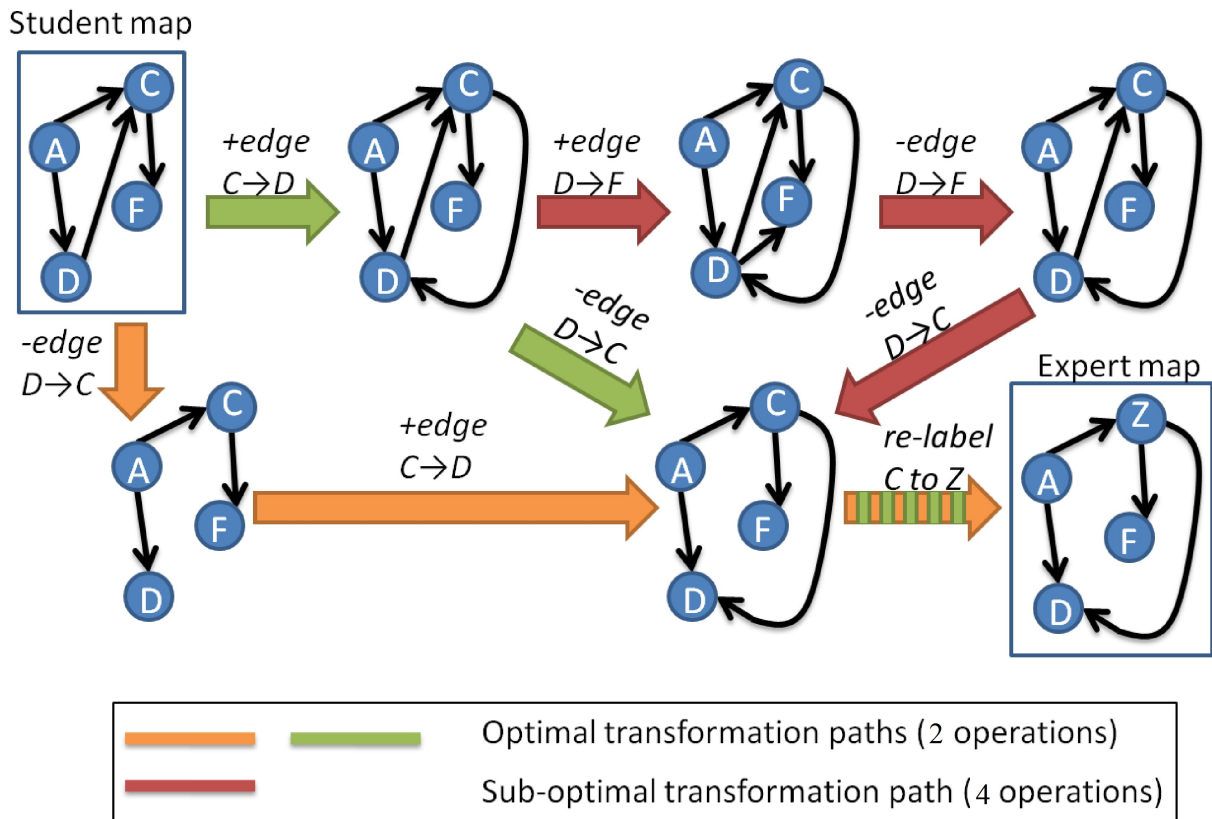 Student map
A
C
D
F
+edge
C→D
A
C
D
F
+edge
D→F
A
C
D
F
-edge
D→F
A
C
D
F
-edge
D→C
-edge
D→C
-edge
D→C
Expert map
A
C
D
F
+edge
C→D
A
C
D
F
re-label
C to Z
A
Z
D
F
Optimal transformation paths (2 operations)
Sub-optimal transformation path (4 operations)